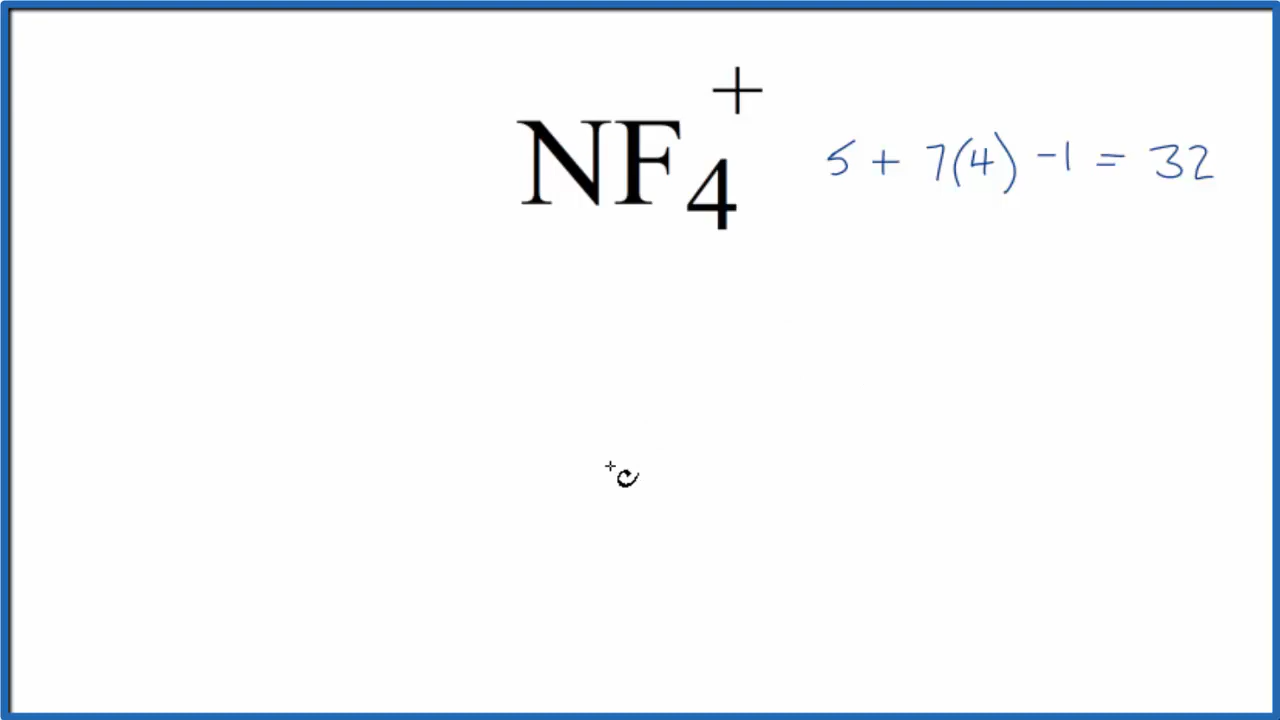 NF₄⁺
5 + 7(4) -1 = 32